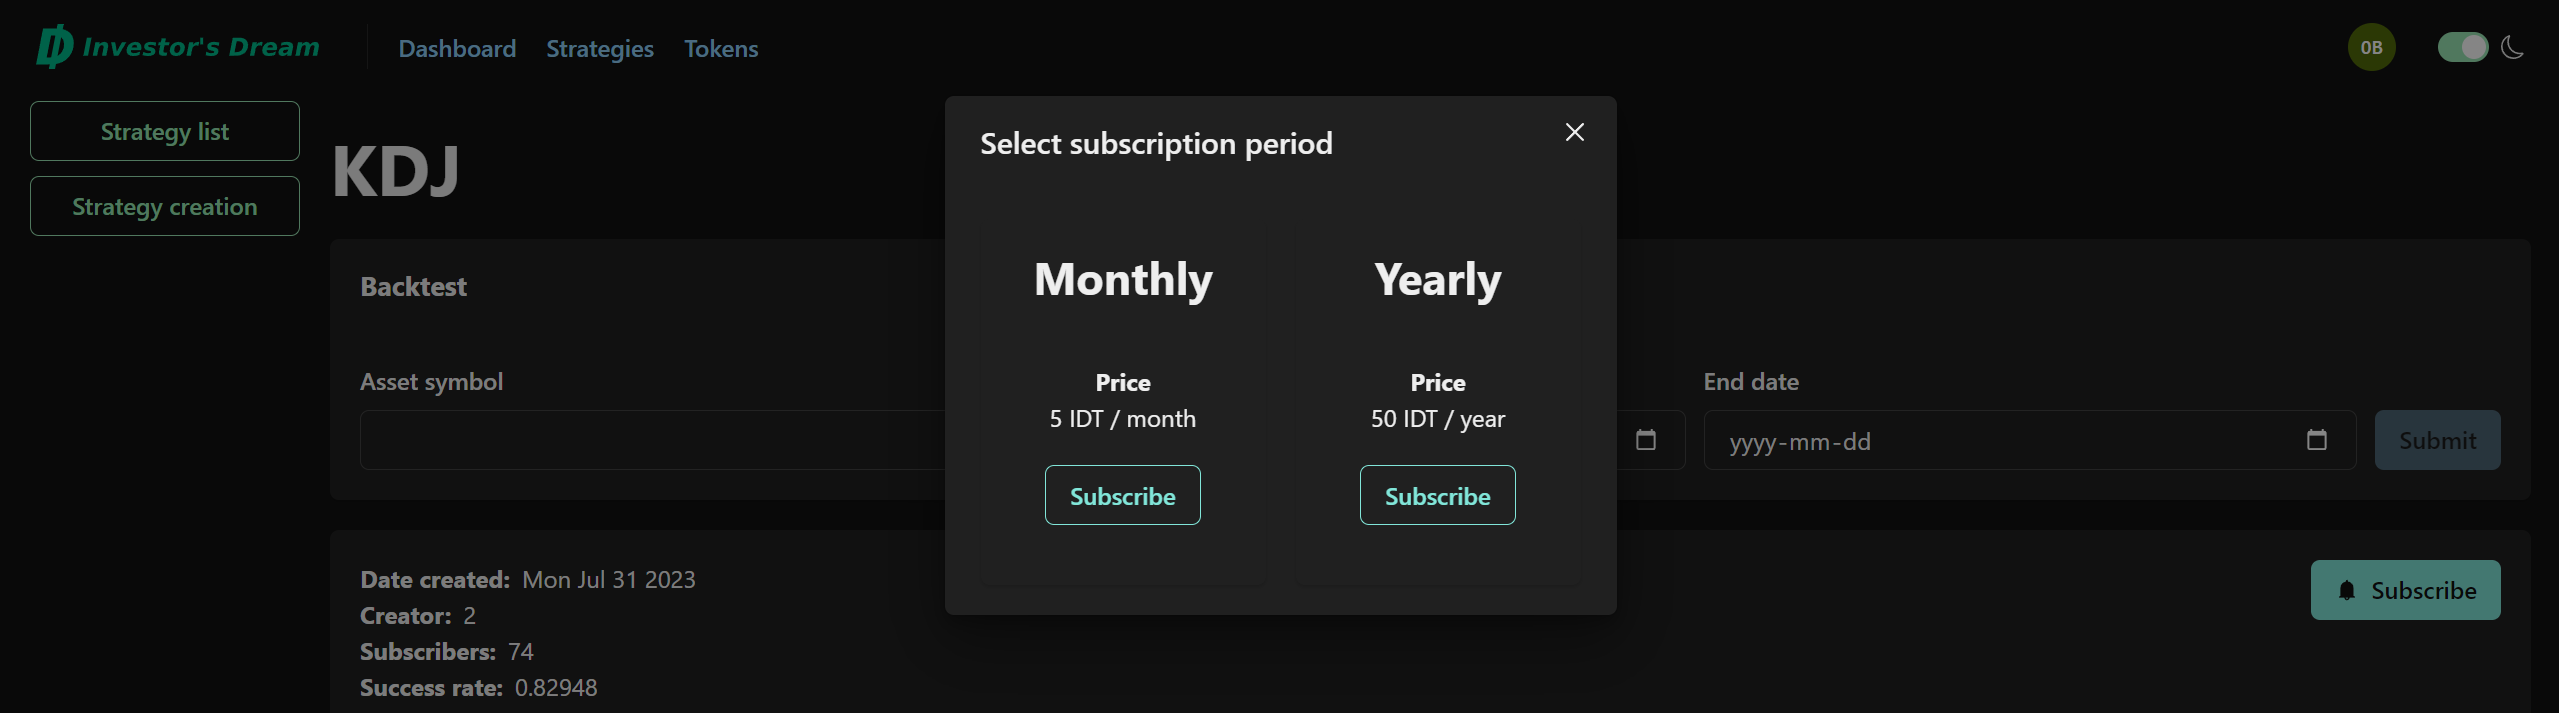 Investor's Dream
Dashboard Strategies Tokens
0B
Strategy list
Strategy creation
KDJ
Backtest
Asset symbol
End date
yyyy-mm-dd
Submit
Date created: Mon Jul 31 2023
Creator: 2
Subscribers: 74
Success rate: 0.82948
Subscribe
Select subscription period
Monthly
Price
5 IDT / month
Subscribe
Yearly
Price
50 IDT / year
Subscribe